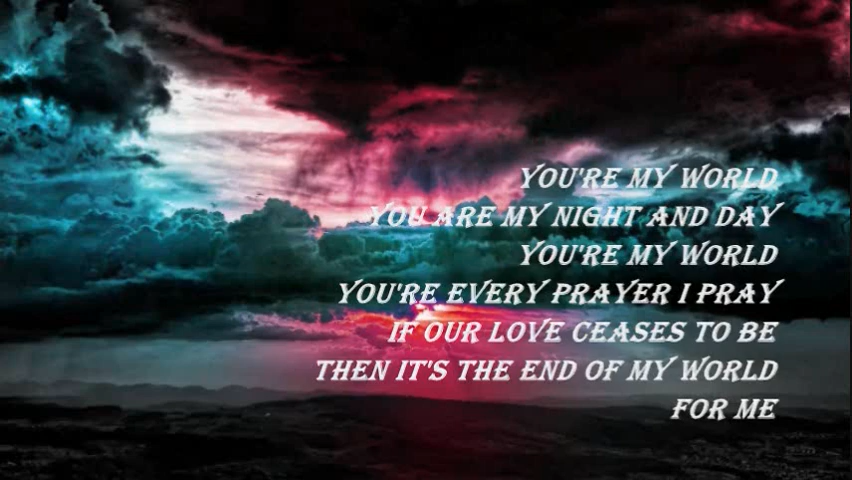 YOU'RE MY WORLD
YOU ARE MY NIGHT AND DAY
YOU'RE MY WORLD
YOU'RE EVERY PRAYER I PRAY
IF OUR LOVE CEASES TO BE
THEN IT'S THE END OF MY WORLD
FOR ME